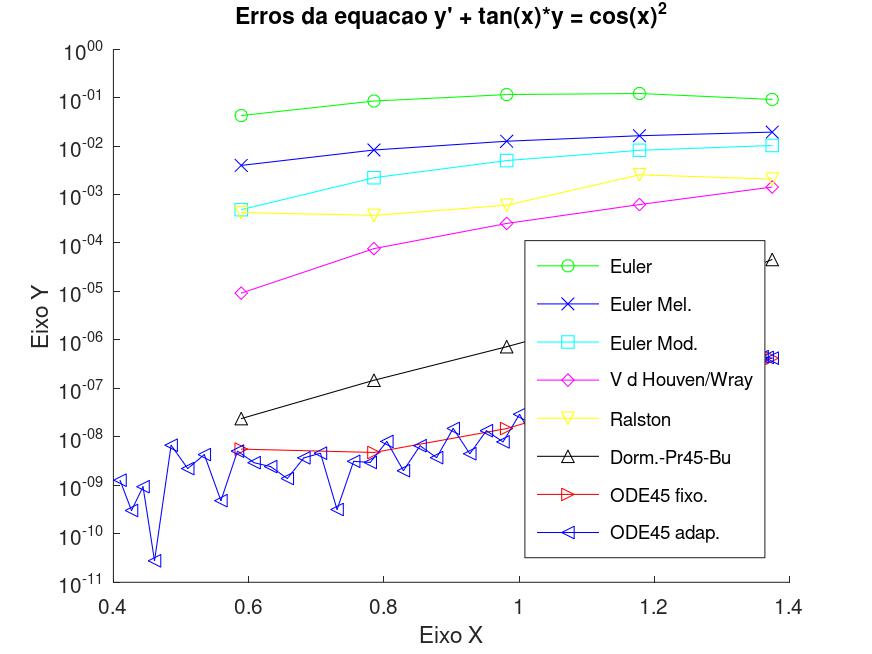 Erros da equacao y' + tan(x)*y = cos(x)^2
10^00
10^-01
10^-02
10^-03
10^-04
10^-05
10^-06
10^-07
10^-08
10^-09
10^-10
10^-11
Eixo Y
Euler
Euler Mel.
Euler Mod.
V d Houven/Wray
Ralston
Dorm.-Pr45-Bu
ODE45 fixo.
ODE45 adap.
0.4 0.6 0.8 1 1.2 1.4
Eixo X